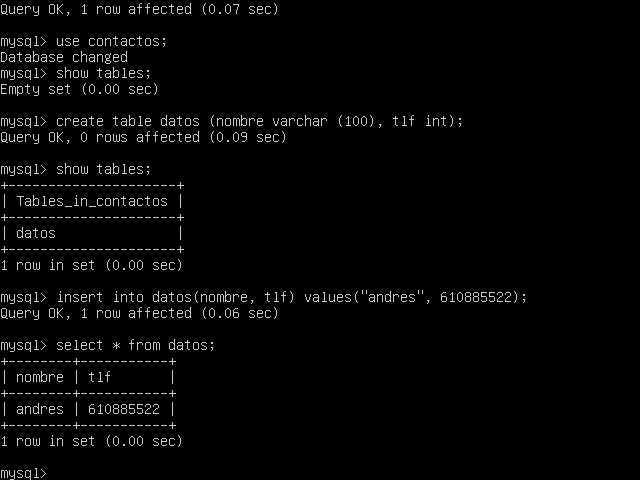 Query OK, 1 row affected (0.07 sec)
mysql> use contactos;
Database changed
mysql> show tables;
Empty set (0.00 sec)
mysql> create table datos (nombre varchar (100), tlf int);
Query OK, 0 rows affected (0.09 sec)
mysql> show tables;
+---------------------+
| Tables_in_contactos |
+---------------------+
| datos               |
+---------------------+
1 row in set (0.00 sec)
mysql> insert into datos(nombre, tlf) values("andres", 610885522);
Query OK, 1 row affected (0.06 sec)
mysql> select * from datos;
+--------+-----------+
| nombre | tlf       |
+--------+-----------+
| andres | 610885522 |
+--------+-----------+
1 row in set (0.00 sec)
mysql>